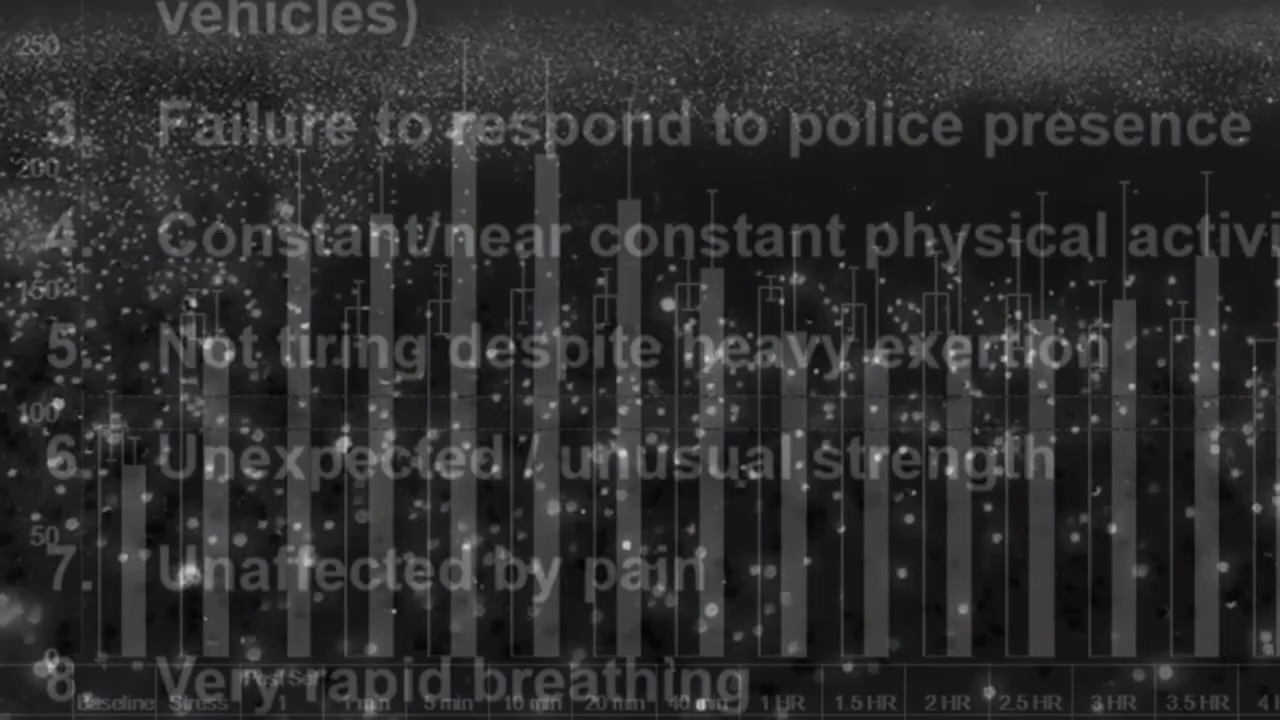 vehicles)
250
3. Failure to respond to police presence
200
4. Constant/near constant physical activi
150
5. Not tiring despite heavy exertion
100
6. Unexpected / unusual strength
50
7. Unaffected by pain
0
8 Very rapid breathing
Baseline Stress 1 1 min 5 min 10 min 20 min 40 min 1 HR 1.5 HR 2 HR 2.5 HR 3 HR 3.5 HR 4